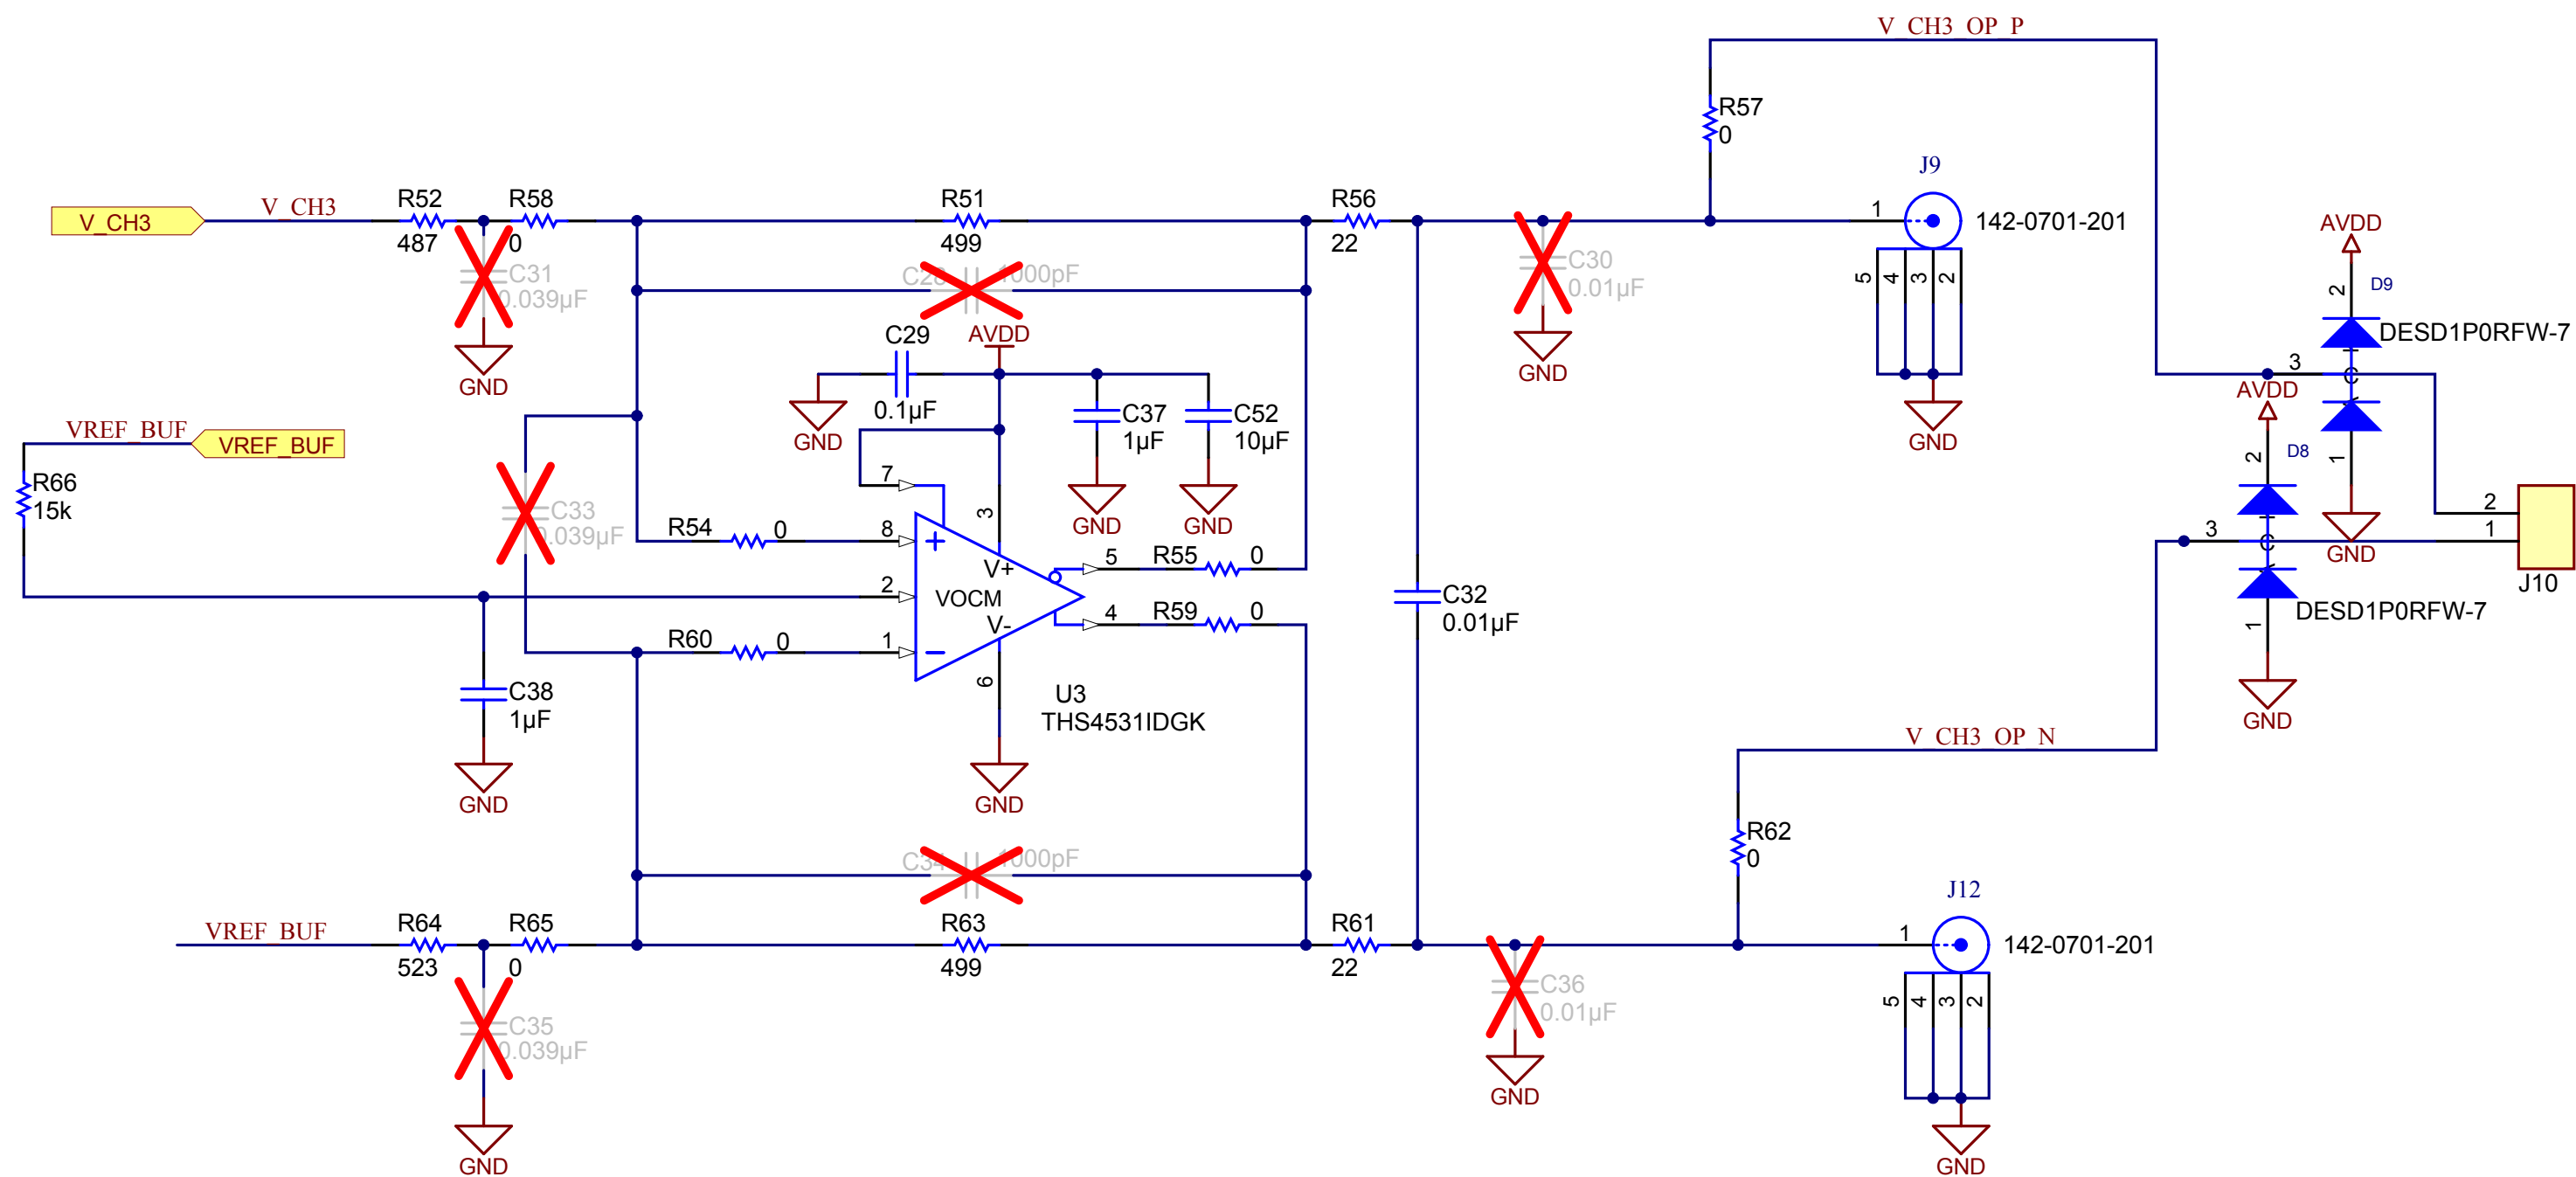 V_CH3_OP_P
R57
0
J9
V_CH3
V_CH3
R52
487
R58
0
R51
499
R56
22
1
142-0701-201
C31
0.039µF
GND
1000pF
C30
0.01µF
GND
5
4
3
2
GND
AVDD
2
D9
DESD1P0RFW-7
3
1
GND
C29
0.1µF
GND
AVDD
C37
1µF
GND
C52
10µF
GND
VREF_BUF
VREF_BUF
R66
15k
C33
0.039µF
7
3
R54
0
8
V+
5
R55
0
2
VOCM
V-
4
R59
0
R60
0
1
6
U3
THS4531IDGK
GND
C38
1µF
GND
C32
0.01µF
AVDD
2
D8
3
DESD1P0RFW-7
1
GND
2
1
J10
V_CH3_OP_N
R62
0
J12
1000pF
VREF_BUF
R64
523
R65
0
R63
499
R61
22
1
142-0701-201
C35
0.039µF
GND
C36
0.01µF
GND
5
4
3
2
GND